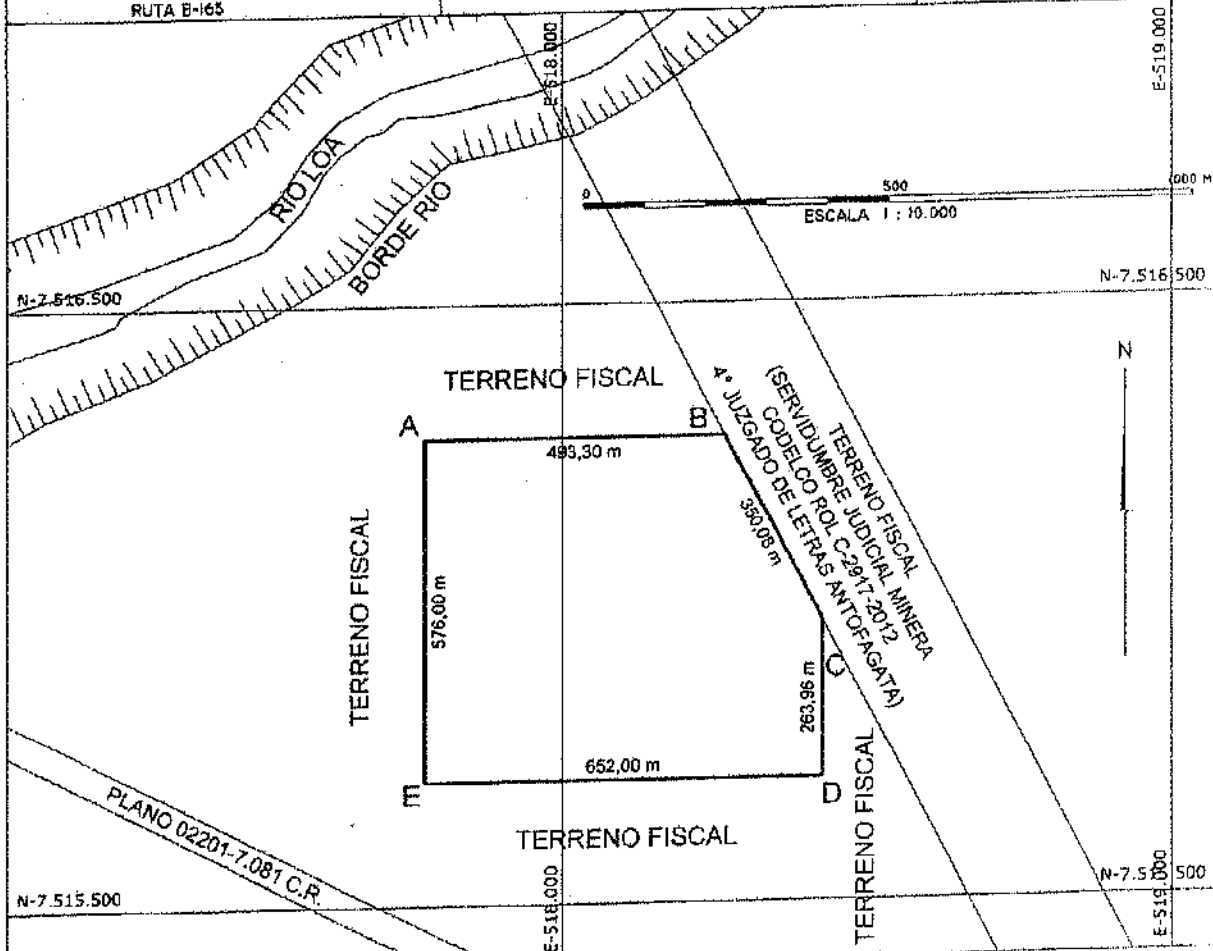 RUTA B-165
E-518.000
E-519.000
RIO LOA
BORDE RIO
0
500
000 M
ESCALA 1 : 10.000
N-7.516.500
N-7.516.500
N
TERRENO FISCAL
A
B
493,30 m
TERRENO FISCAL
(SERVIDUMBRE JUDICIAL MINERA
CODELCO ROL C-2917-2012
4° JUZGADO DE LETRAS ANTOFAGATA)
350,08 m
TERRENO FISCAL
576,00 m
C
263,96 m
652,00 m
E
D
TERRENO FISCAL
TERRENO FISCAL
PLANO 02201-7.081 C.R.
N-7.515.500
E-518.000
E-519.000